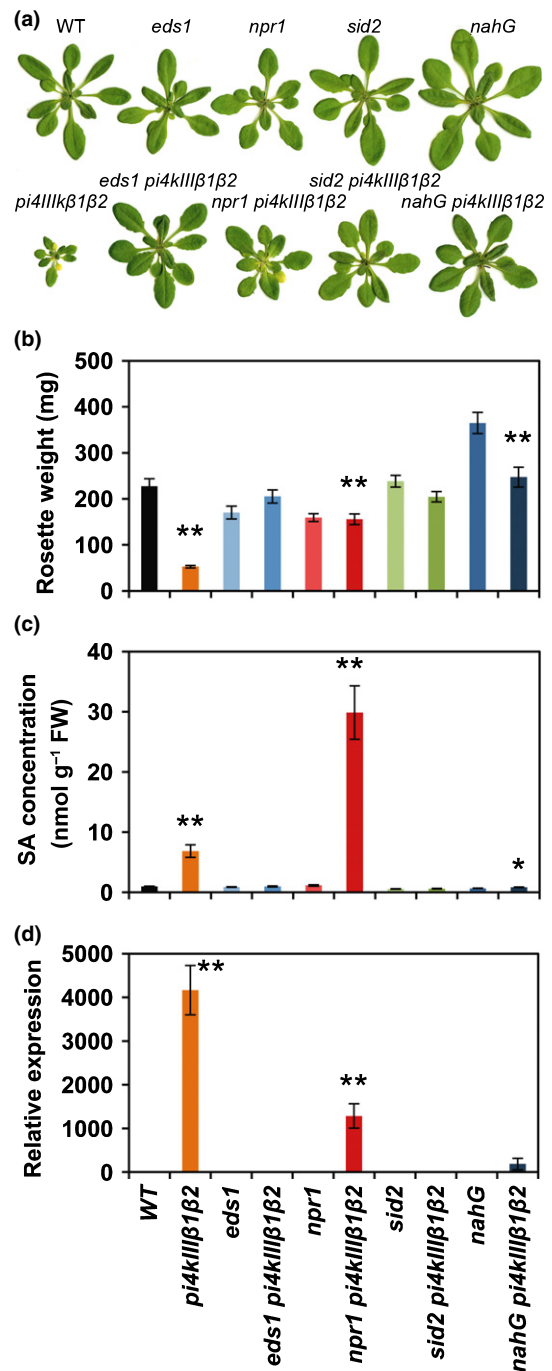 (a)
WT eds1 npr1 sid2 nahG
eds1 pi4kIIIβ1β2 sid2 pi4kIIIβ1β2
pi4IIIkβ1β2 npr1 pi4kIIIβ1β2 nahG pi4kIIIβ1β2
(b)
Rosette weight (mg)
500
400
300
200
100
0
**
**
**
(c)
SA concentration
(nmol g⁻¹ FW)
40
30
20
10
0
**
**
*
(d)
Relative expression
5000
4000
3000
2000
1000
0
**
**
WT
pi4kIIIβ1β2
eds1
eds1 pi4kIIIβ1β2
npr1
npr1 pi4kIIIβ1β2
sid2
sid2 pi4kIIIβ1β2
nahG
nahG pi4kIIIβ1β2